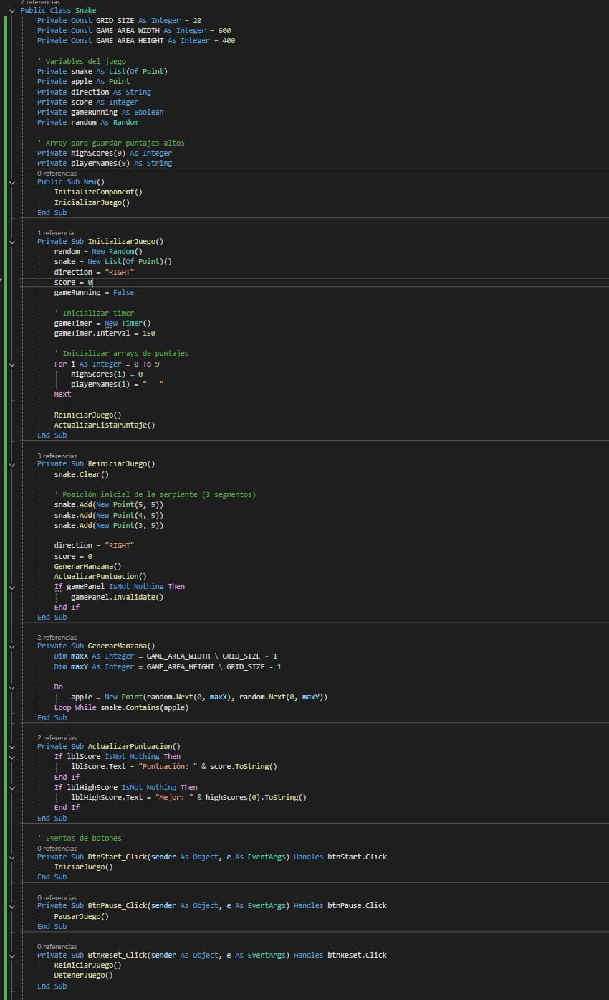 2 referencias
Public Class Snake
Private Const GRID_SIZE As Integer = 20
Private Const GAME_AREA_WIDTH As Integer = 600
Private Const GAME_AREA_HEIGHT As Integer = 400
' Variables del juego
Private snake As List(Of Point)
Private apple As Point
Private direction As String
Private score As Integer
Private gameRunning As Boolean
Private random As Random
' Array para guardar puntajes altos
Private highScores(9) As Integer
Private playerNames(9) As String
0 referencias
Public Sub New()
InitializeComponent()
InicializarJuego()
End Sub
1 referencia
Private Sub InicializarJuego()
random = New Random()
snake = New List(Of Point)()
direction = "RIGHT"
score = 0
gameRunning = False
' Inicializar timer
gameTimer = New Timer()
gameTimer.Interval = 150
' Inicializar arrays de puntajes
For i As Integer = 0 To 9
highScores(i) = 0
playerNames(i) = "---"
Next
ReiniciarJuego()
ActualizarListaPuntaje()
End Sub
3 referencias
Private Sub ReiniciarJuego()
snake.Clear()
' Posición inicial de la serpiente (3 segmentos)
snake.Add(New Point(5, 5))
snake.Add(New Point(4, 5))
snake.Add(New Point(3, 5))
direction = "RIGHT"
score = 0
GenerarManzana()
ActualizarPuntuacion()
If gamePanel IsNot Nothing Then
gamePanel.Invalidate()
End If
End Sub
2 referencias
Private Sub GenerarManzana()
Dim maxX As Integer = GAME_AREA_WIDTH \ GRID_SIZE - 1
Dim maxY As Integer = GAME_AREA_HEIGHT \ GRID_SIZE - 1
Do
apple = New Point(random.Next(0, maxX), random.Next(0, maxY))
Loop While snake.Contains(apple)
End Sub
2 referencias
Private Sub ActualizarPuntuacion()
If lblScore IsNot Nothing Then
lblScore.Text = "Puntuación: " & score.ToString()
End If
If lblHighScore IsNot Nothing Then
lblHighScore.Text = "Mejor: " & highScores(0).ToString()
End If
End Sub
' Eventos de botones
0 referencias
Private Sub BtnStart_Click(sender As Object, e As EventArgs) Handles btnStart.Click
IniciarJuego()
End Sub
0 referencias
Private Sub BtnPause_Click(sender As Object, e As EventArgs) Handles btnPause.Click
PausarJuego()
End Sub
0 referencias
Private Sub BtnReset_Click(sender As Object, e As EventArgs) Handles btnReset.Click
ReiniciarJuego()
DetenerJuego()
End Sub